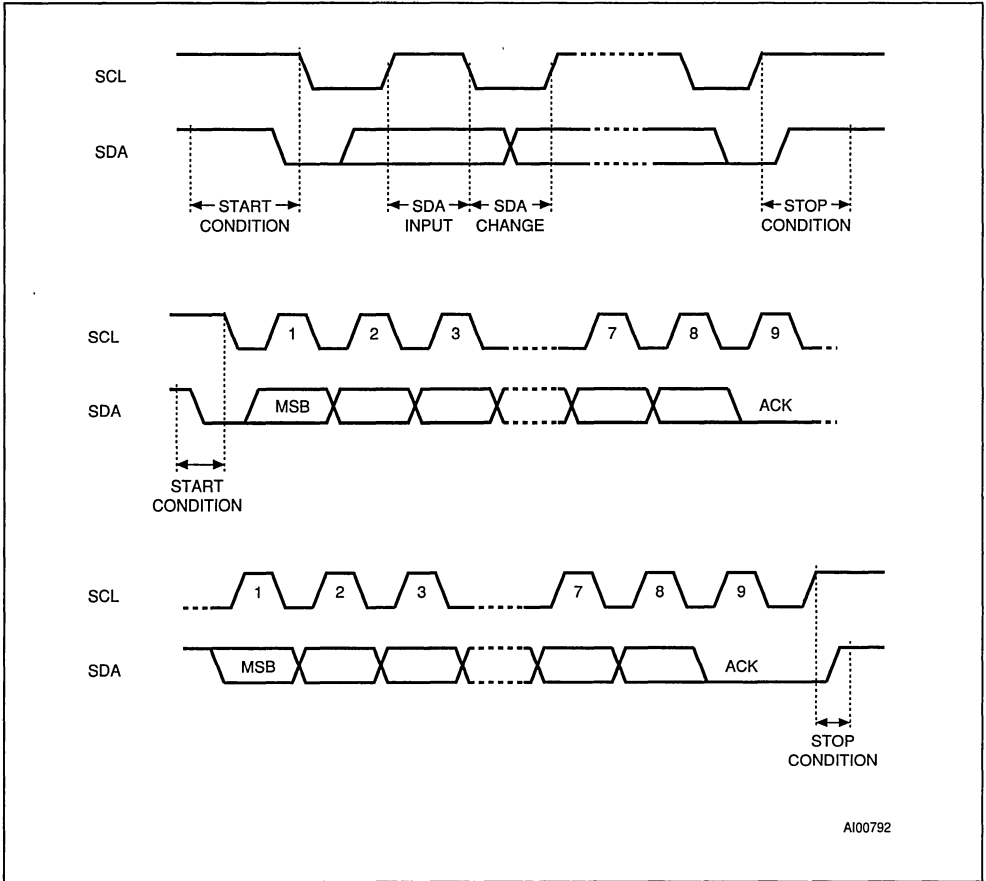 SCL
SDA
START CONDITION
SDA INPUT
SDA CHANGE
STOP CONDITION
SCL
1 2 3 7 8 9
SDA
MSB ACK
START CONDITION
SCL
1 2 3 7 8 9
SDA
MSB ACK
STOP CONDITION
AI00792